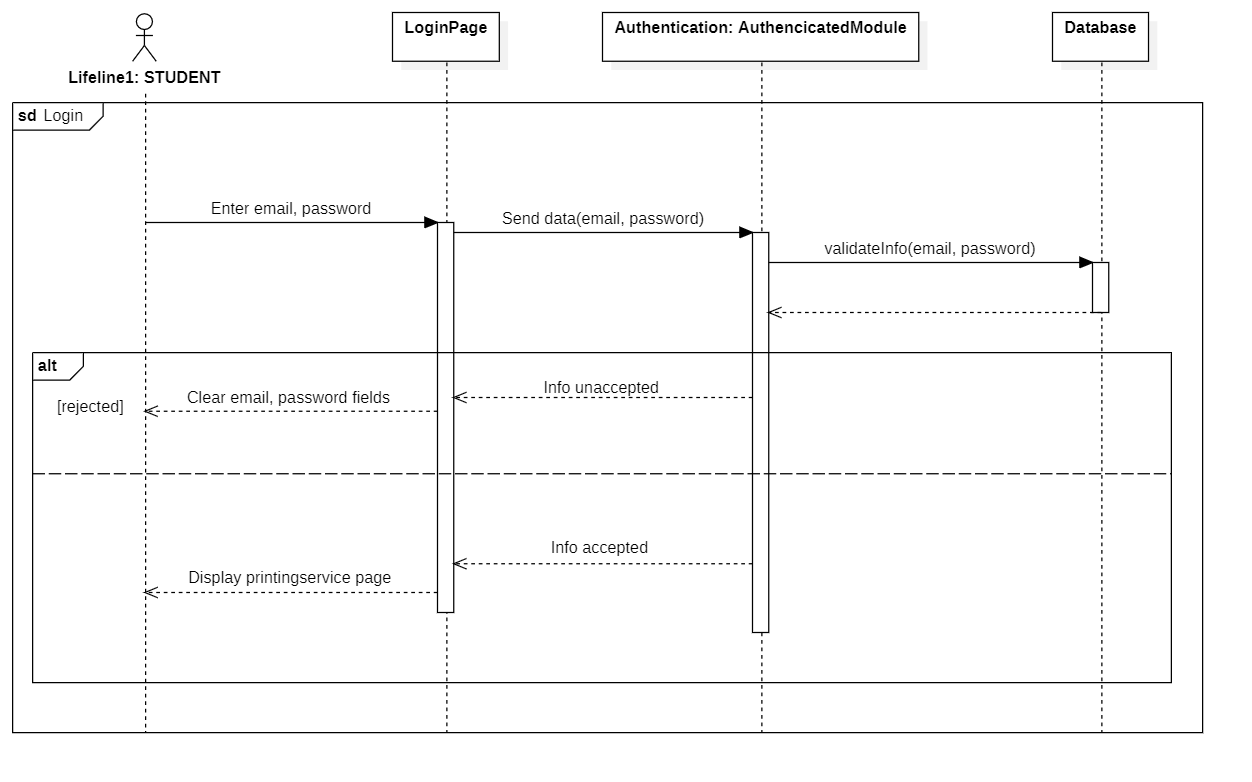 Lifeline1: STUDENT
LoginPage
Authentication: AuthencicatedModule
Database
sd Login
Enter email, password
Send data(email, password)
validateInfo(email, password)
alt
[rejected]
Info unaccepted
Clear email, password fields
Info accepted
Display printingservice page